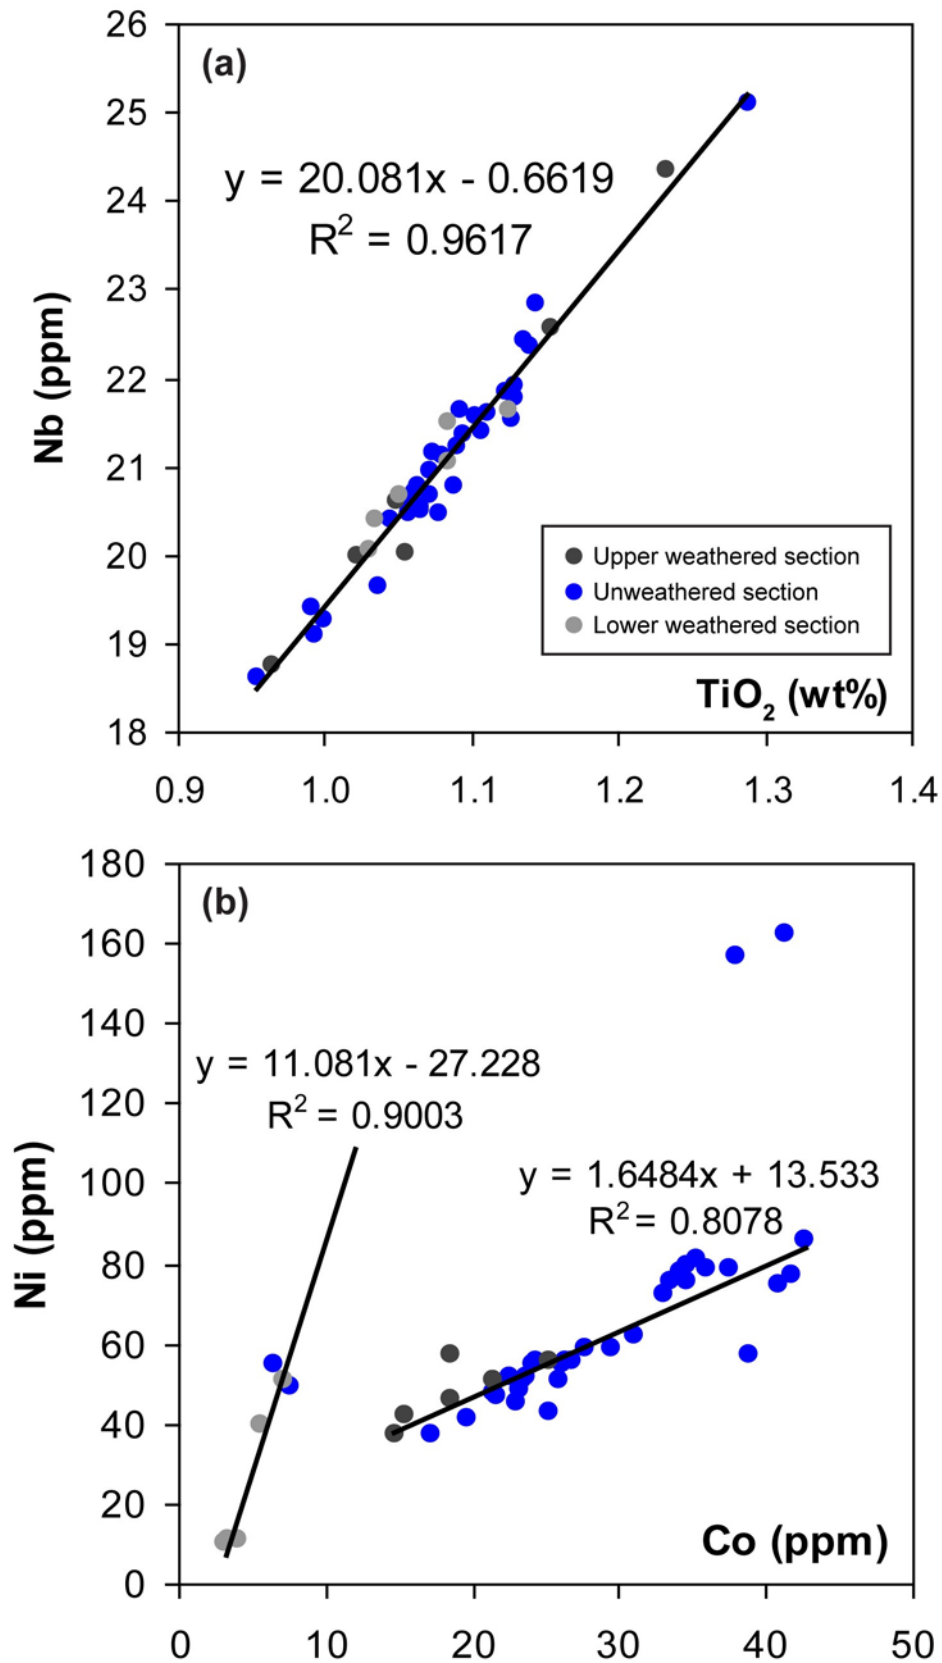 26
(a)
25
y = 20.081x - 0.6619
24
R² = 0.9617
23
Nb (ppm)
22
21
20
Upper weathered section
Unweathered section
Lower weathered section
19
TiO₂ (wt%)
18
0.9 1.0 1.1 1.2 1.3 1.4
180
(b)
160
140
y = 11.081x - 27.228
120
R² = 0.9003
100
y = 1.6484x + 13.533
R² = 0.8078
Ni (ppm)
80
60
40
20
Co (ppm)
0
0 10 20 30 40 50